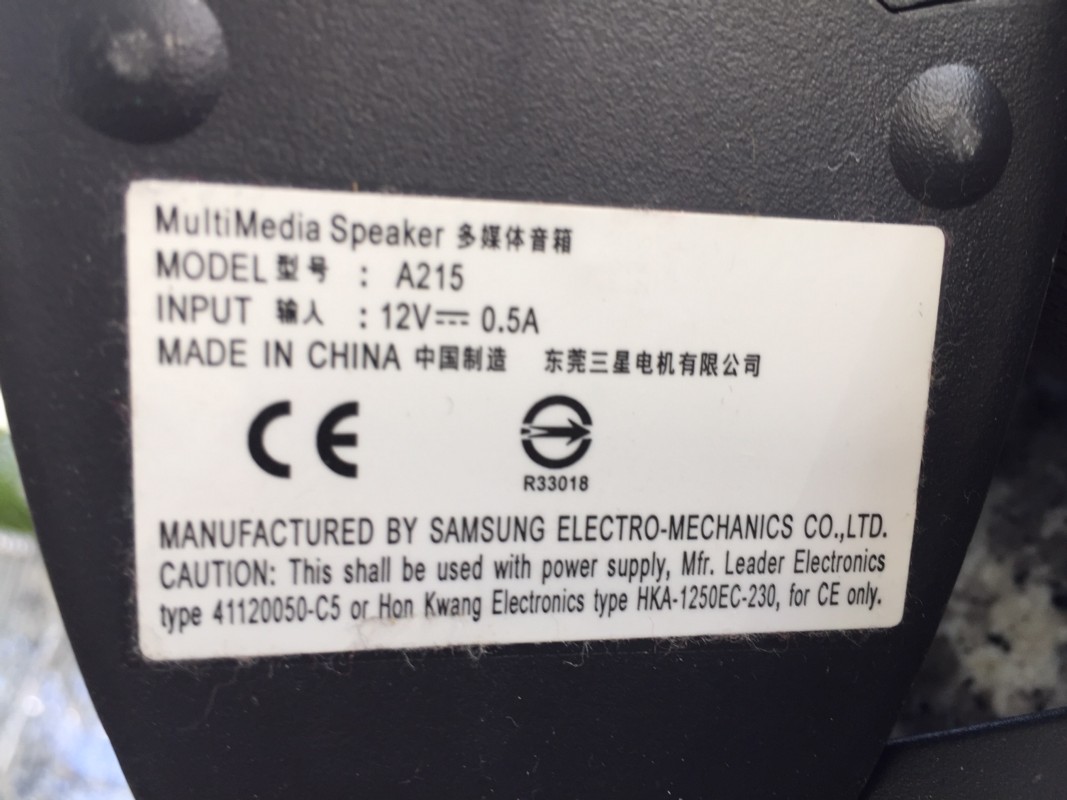 MultiMedia Speaker 多媒体音箱
MODEL 型号 : A215
INPUT 输入 : 12V⎓ 0.5A
MADE IN CHINA 中国制造 东莞三星电机有限公司
CE
R33018
MANUFACTURED BY SAMSUNG ELECTRO-MECHANICS CO.,LTD.
CAUTION: This shall be used with power supply, Mfr. Leader Electronics
type 41120050-C5 or Hon Kwang Electronics type HKA-1250EC-230, for CE only.